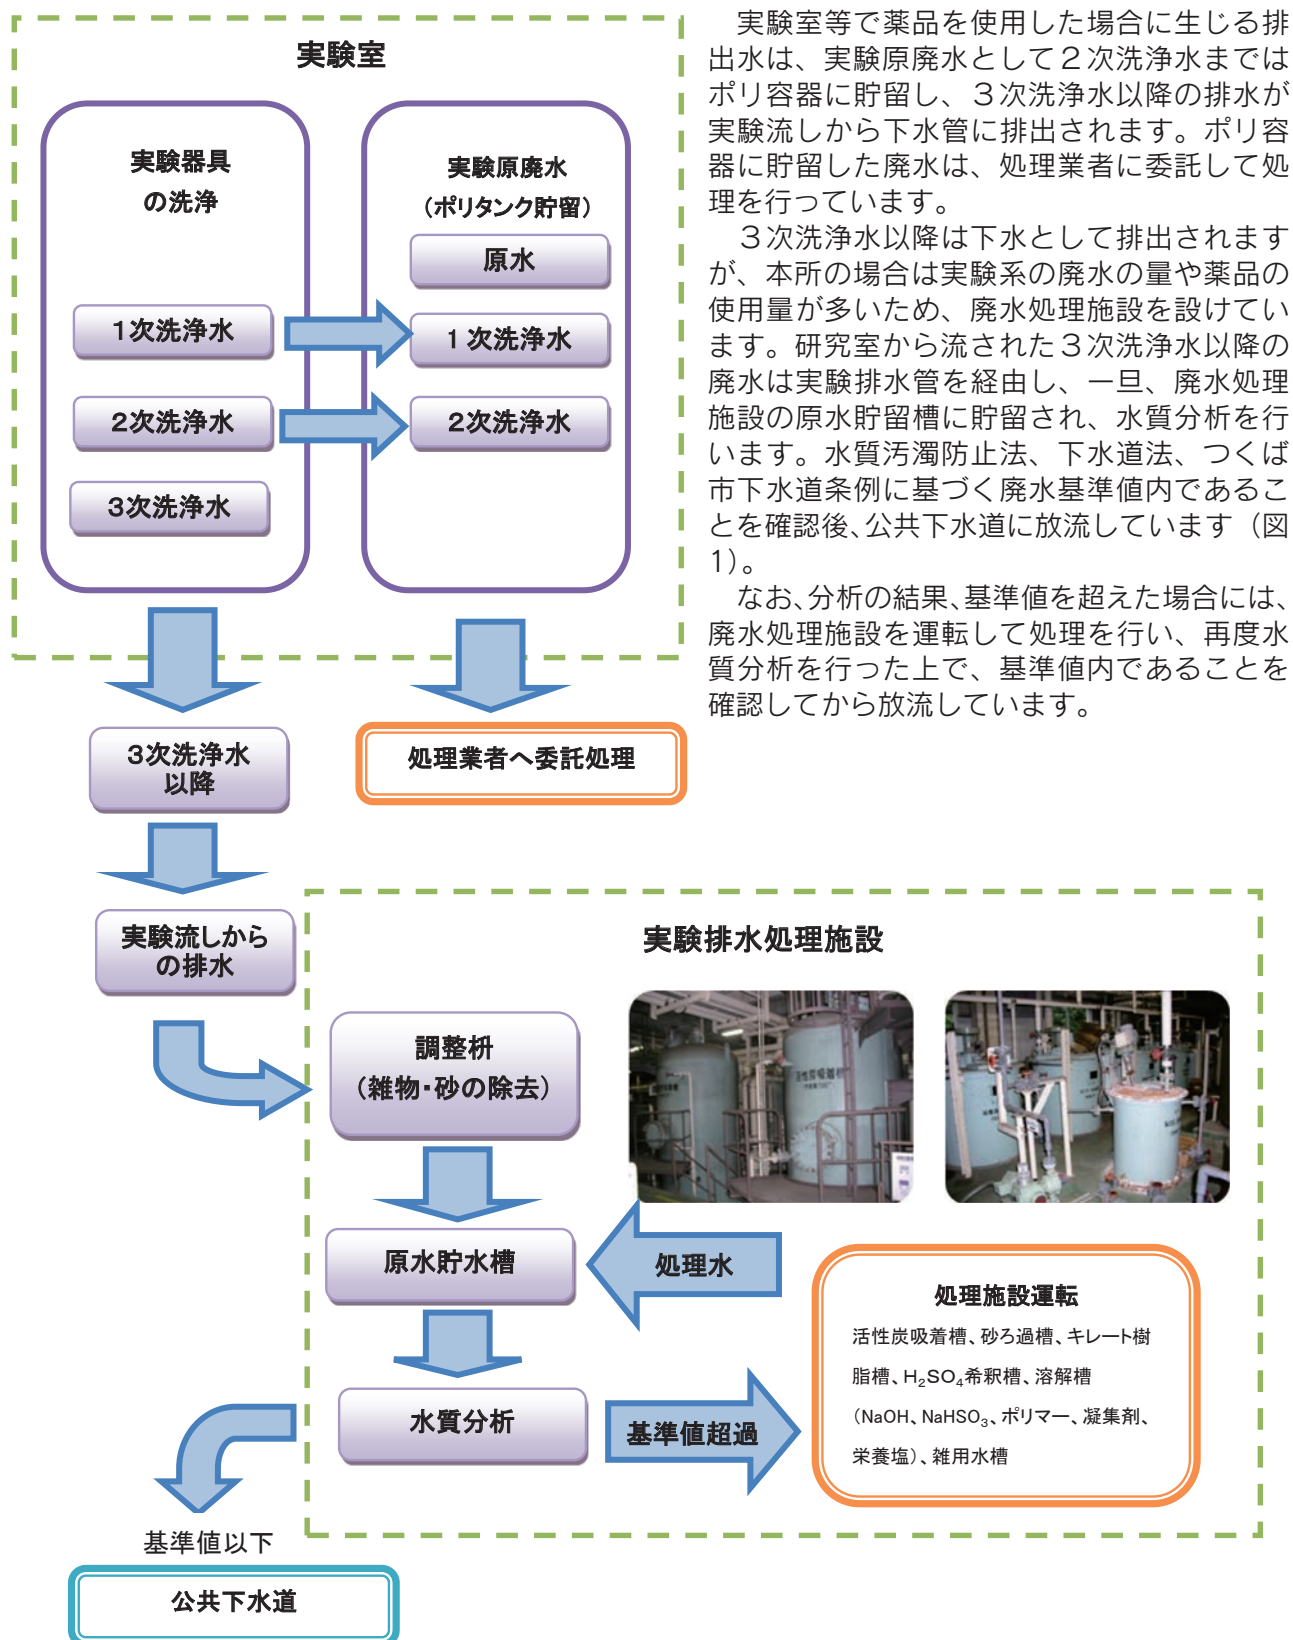 実験室
実験器具
の洗浄
1次洗浄水
2次洗浄水
3次洗浄水
実験原廃水
（ポリタンク貯留）
原水
1次洗浄水
2次洗浄水
実験室等で薬品を使用した場合に生じる排
出水は、実験原廃水として２次洗浄水までは
ポリ容器に貯留し、３次洗浄水以降の排水が
実験流しから下水管に排出されます。ポリ容
器に貯留した廃水は、処理業者に委託して処
理を行っています。
３次洗浄水以降は下水として排出されます
が、本所の場合は実験系の廃水の量や薬品の
使用量が多いため、廃水処理施設を設けてい
ます。研究室から流された３次洗浄水以降の
廃水は実験排水管を経由し、一旦、廃水処理
施設の原水貯留槽に貯留され、水質分析を行
います。水質汚濁防止法、下水道法、つくば
市下水道条例に基づく廃水基準値内であるこ
とを確認後、公共下水道に放流しています（図
1）。
なお、分析の結果、基準値を超えた場合には、
廃水処理施設を運転して処理を行い、再度水
質分析を行った上で、基準値内であることを
確認してから放流しています。
3次洗浄水
以降
処理業者へ委託処理
実験流しから
の排水
実験排水処理施設
調整枡
（雑物・砂の除去）
活性炭吸着槽
原水貯水槽
処理水
水質分析
基準値超過
処理施設運転
活性炭吸着槽、砂ろ過槽、キレート樹
脂槽、H₂SO₄希釈槽、溶解槽
（NaOH、NaHSO₃、ポリマー、凝集剤、
栄養塩）、雑用水槽
基準値以下
公共下水道